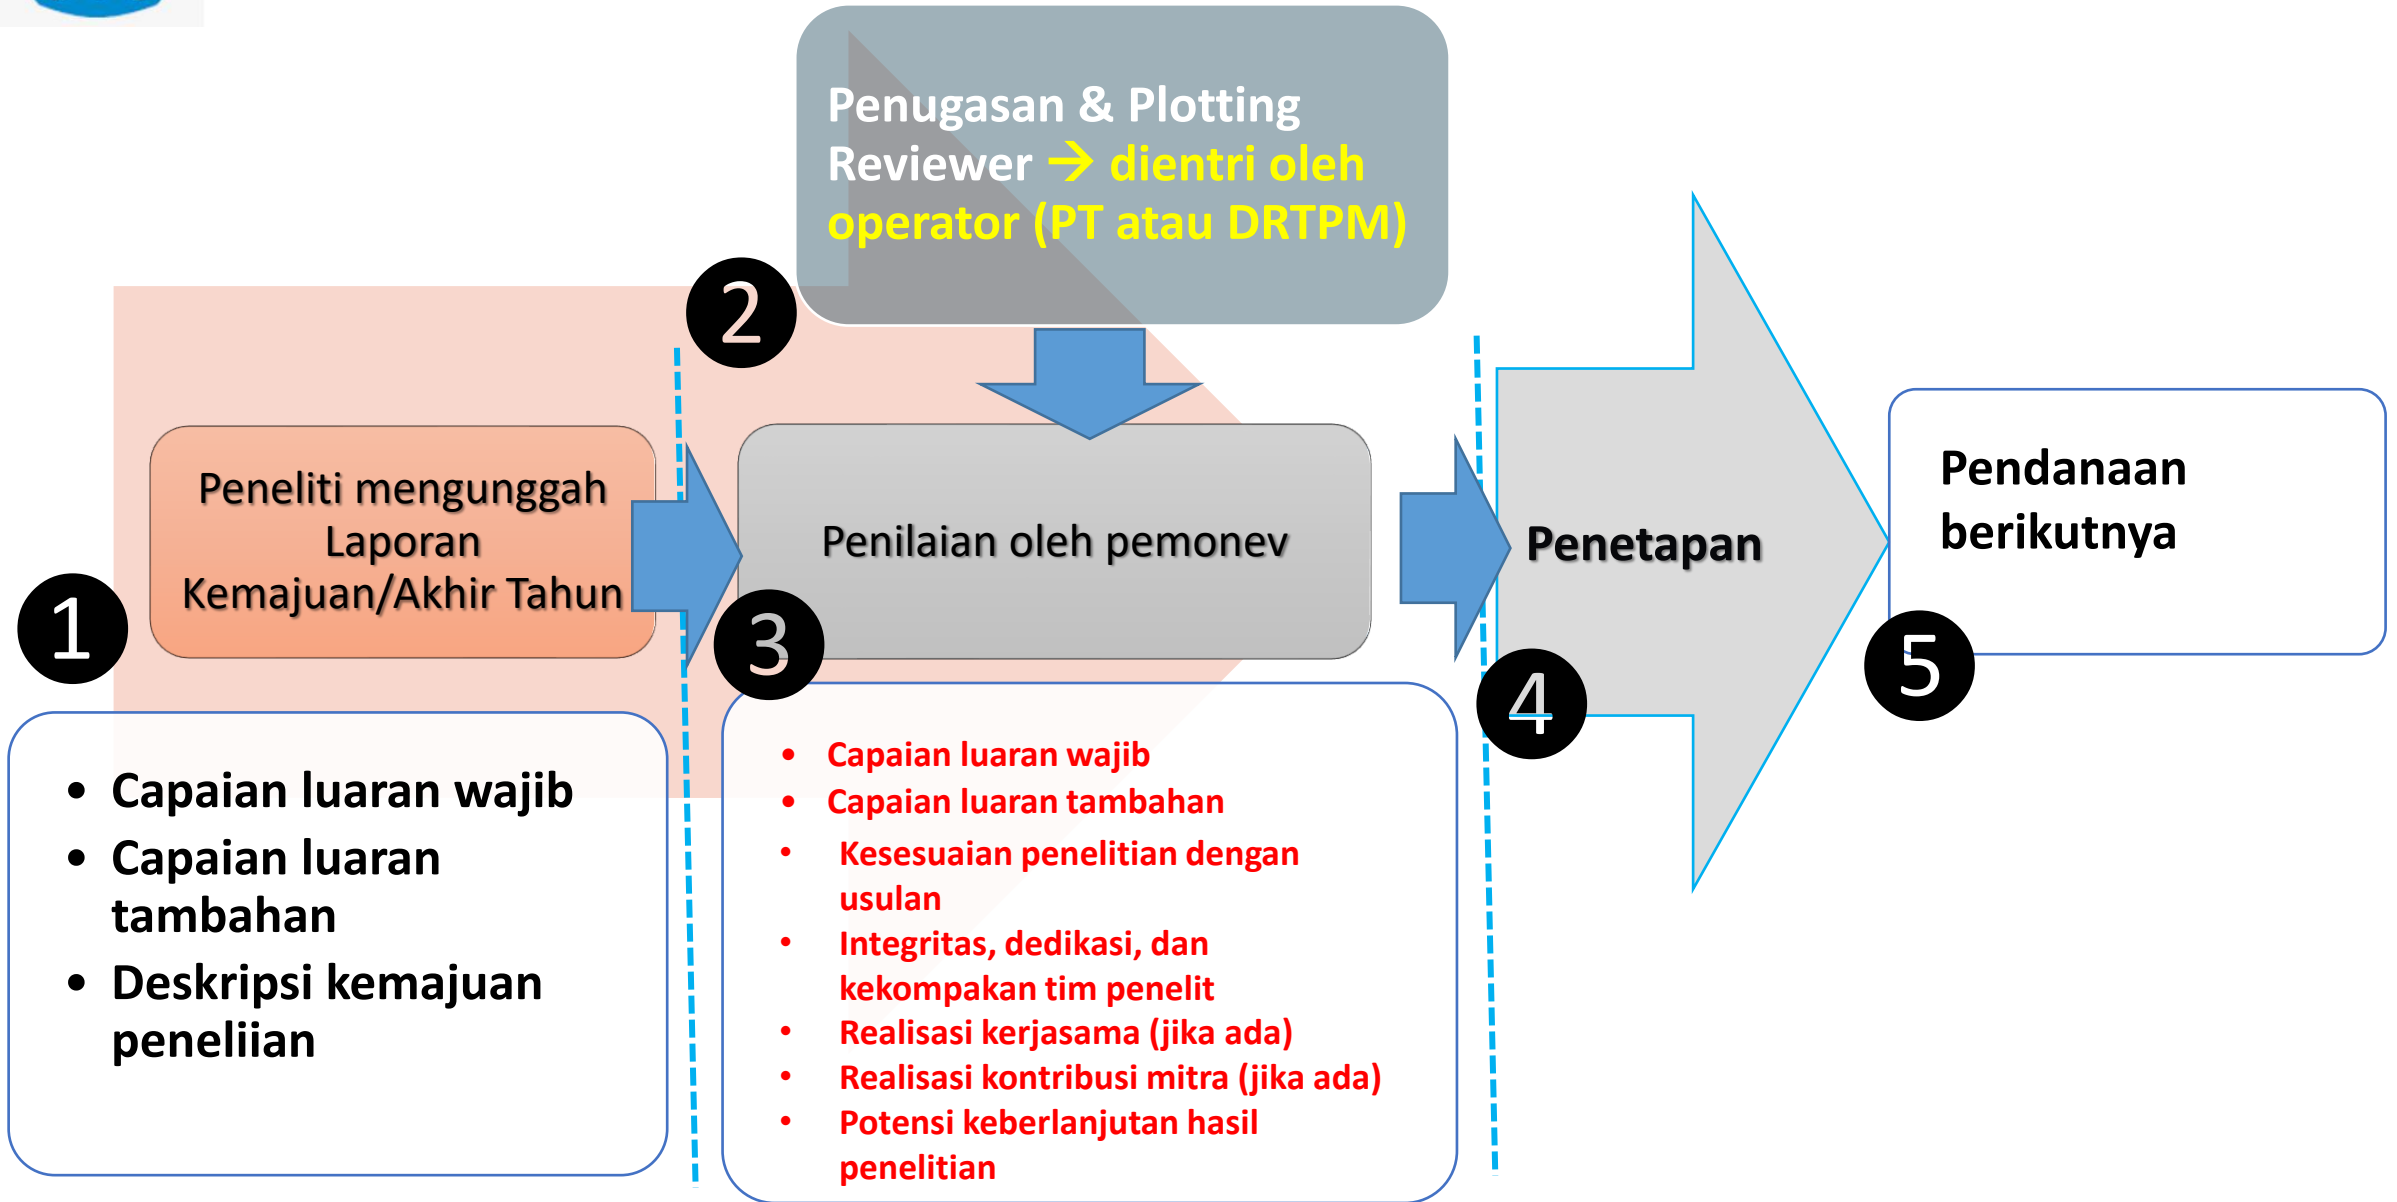 Penugasan & Plotting
Reviewer → dientri oleh
operator (PT atau DRTPM)
2
Peneliti mengunggah
Laporan
Kemajuan/Akhir Tahun
1
• Capaian luaran wajib
• Capaian luaran
tambahan
• Deskripsi kemajuan
peneliian
Penilaian oleh pemonev
3
• Capaian luaran wajib
• Capaian luaran tambahan
• Kesesuaian penelitian dengan
usulan
• Integritas, dedikasi, dan
kekompakan tim penelit
• Realisasi kerjasama (jika ada)
• Realisasi kontribusi mitra (jika ada)
• Potensi keberlanjutan hasil
penelitian
Penetapan
4
Pendanaan
berikutnya
5